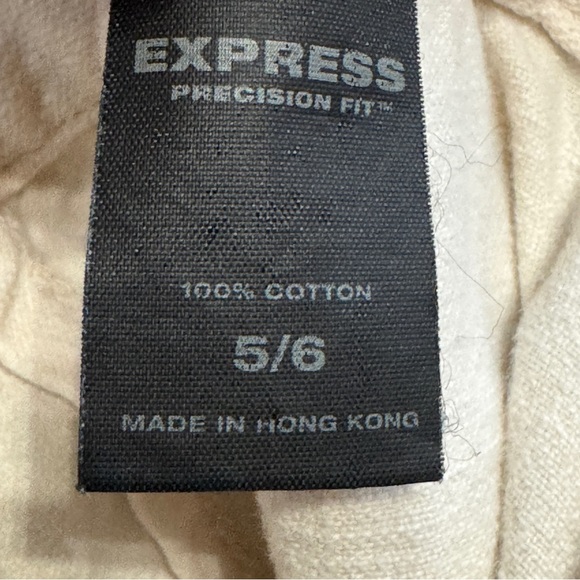 EXPRESS
PRECISION FIT™
100% COTTON
5/6
MADE IN HONG KONG